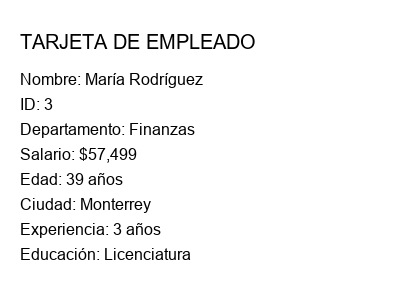 TARJETA DE EMPLEADO
Nombre: María Rodríguez
ID: 3
Departamento: Finanzas
Salario: $57,499
Edad: 39 años
Ciudad: Monterrey
Experiencia: 3 años
Educación: Licenciatura